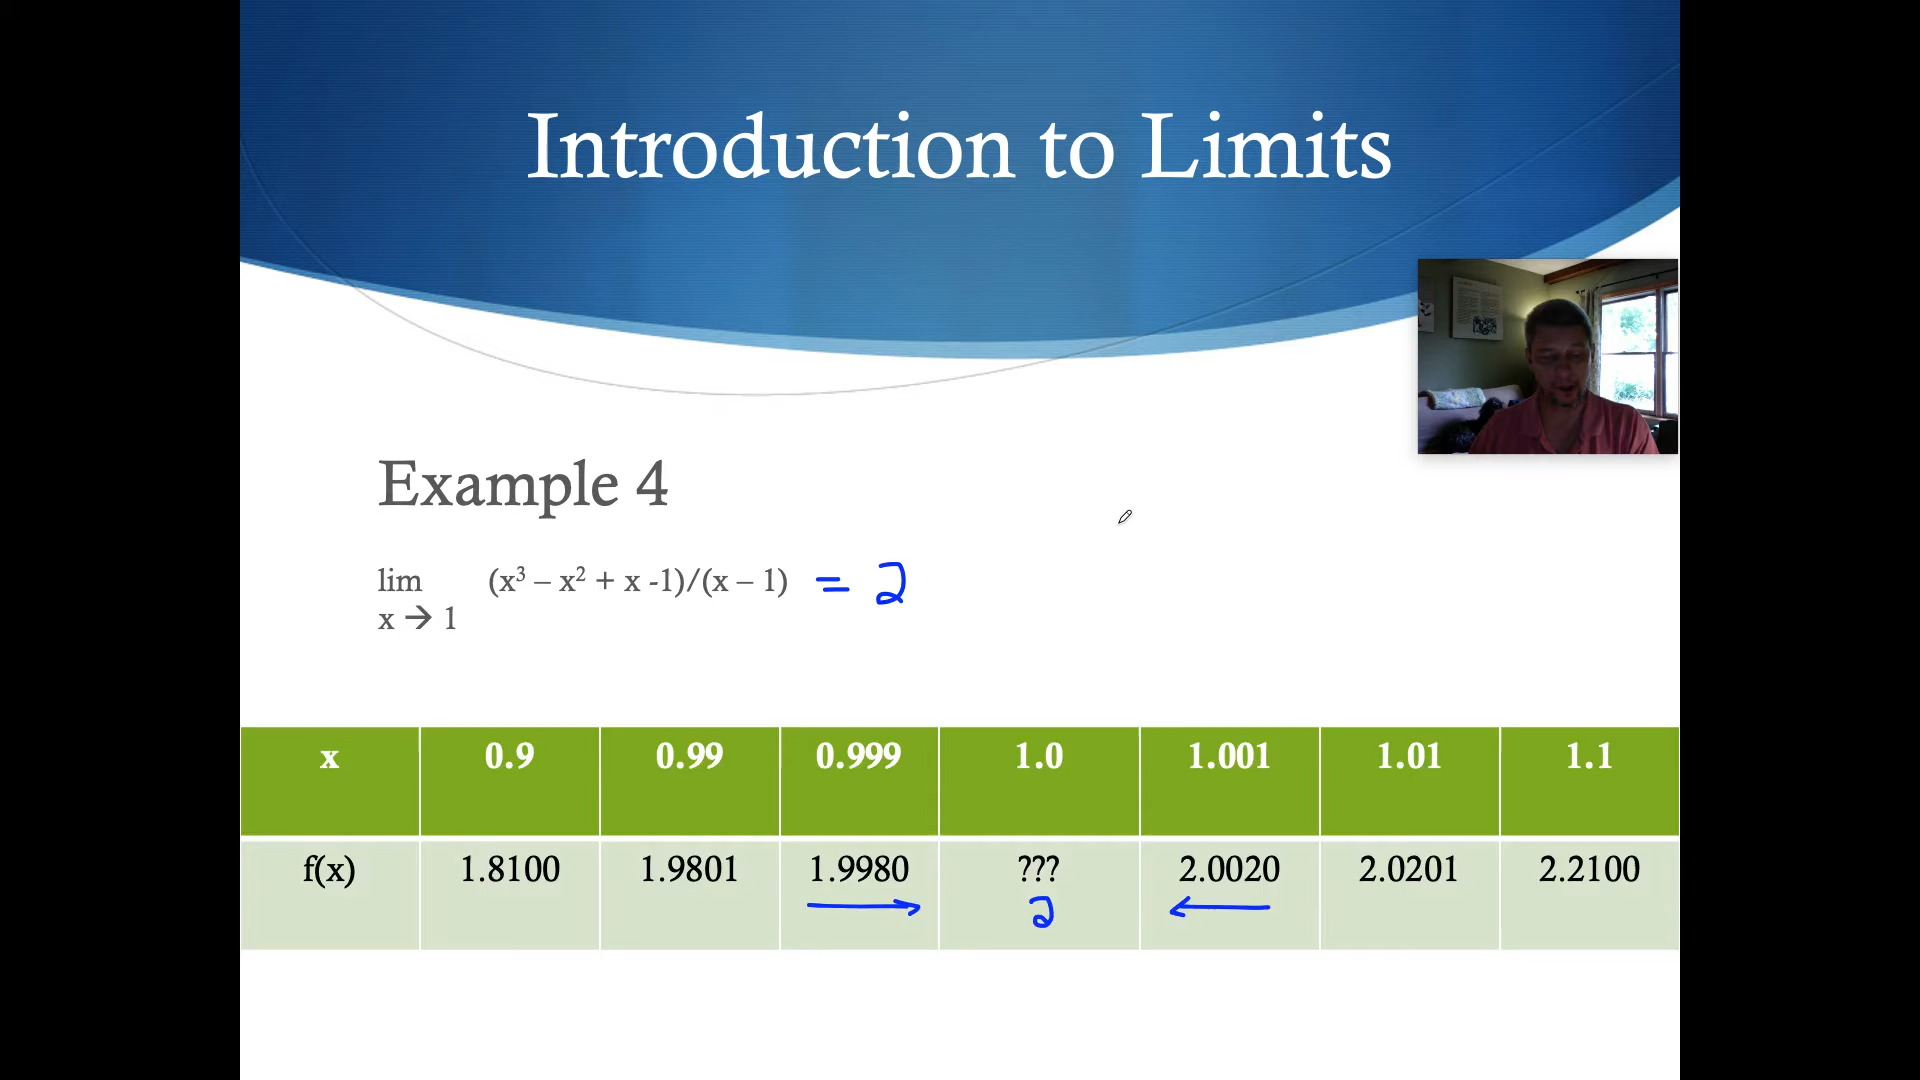 Introduction to Limits
Example 4
lim (x³ – x² + x -1)/(x – 1) = 2
x → 1
x 0.9 0.99 0.999 1.0 1.001 1.01 1.1
f(x) 1.8100 1.9801 1.9980 ??? 2.0020 2.0201 2.2100
2